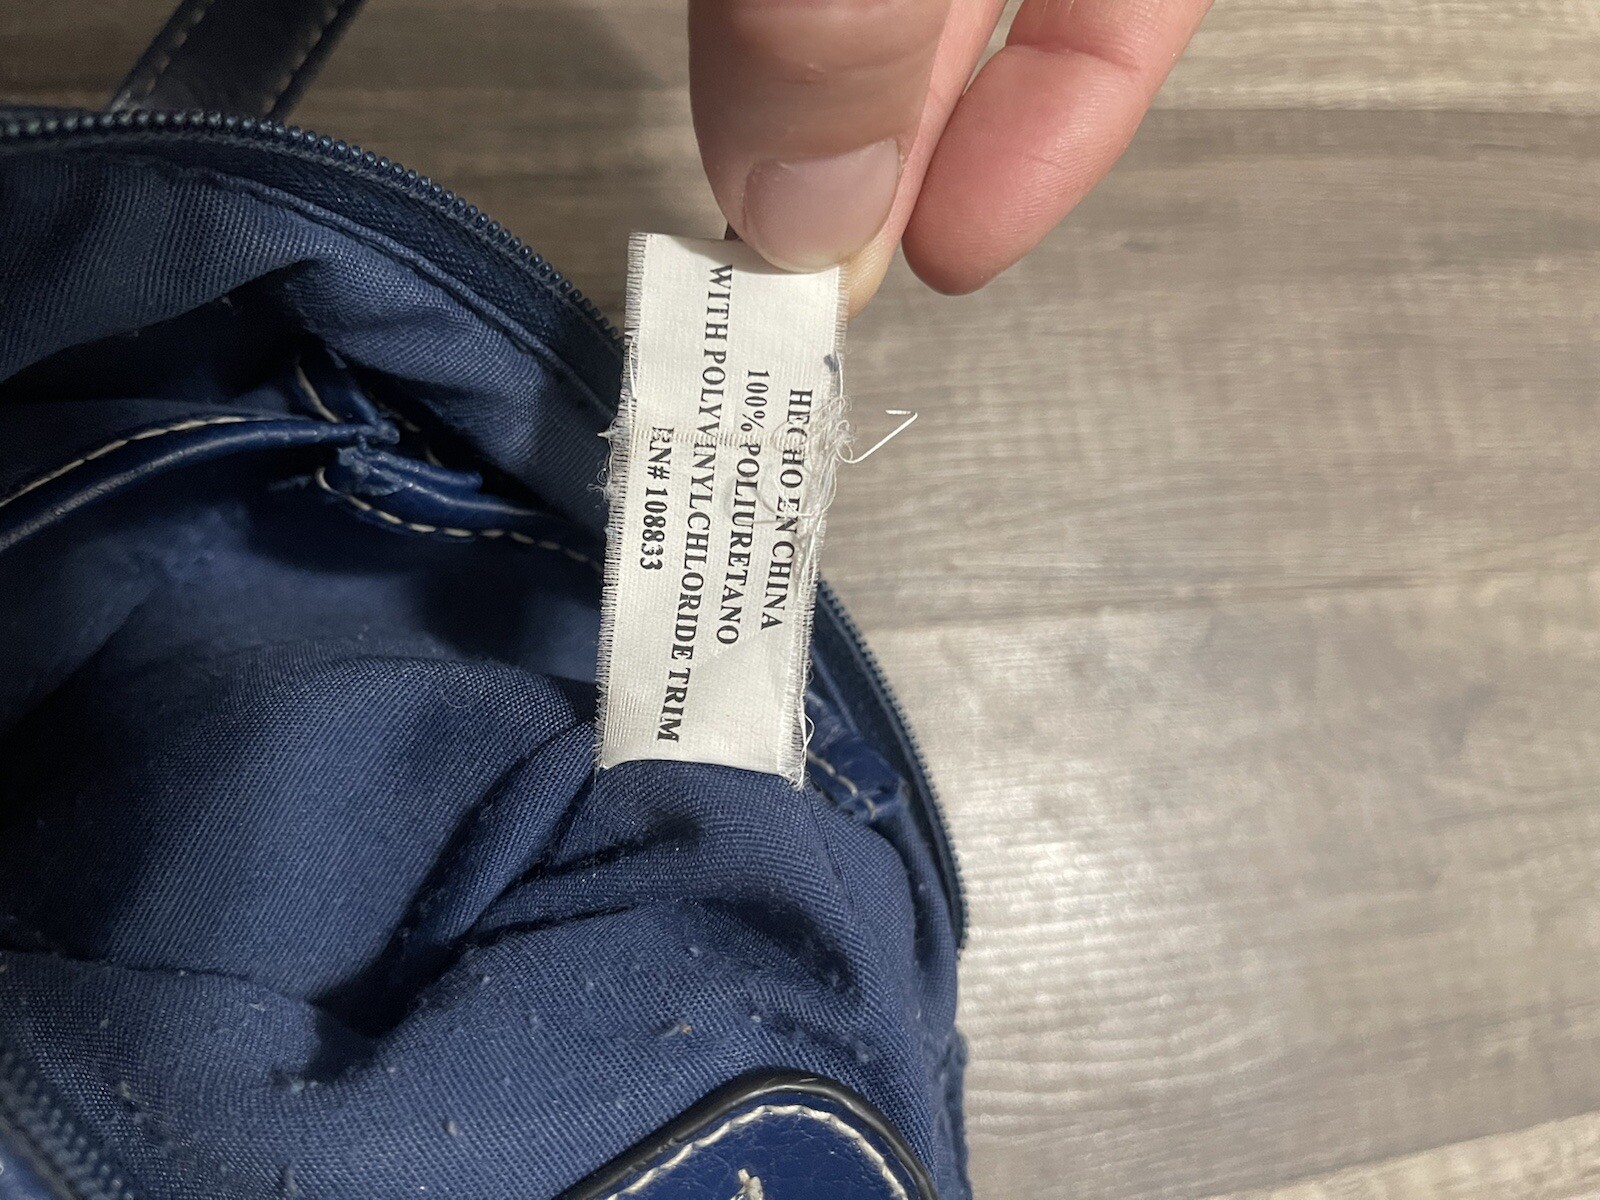 HECHO EN CHINA
100% POLIURETANO
WITH POLYVINYLCHLORIDE TRIM
RN# 108833